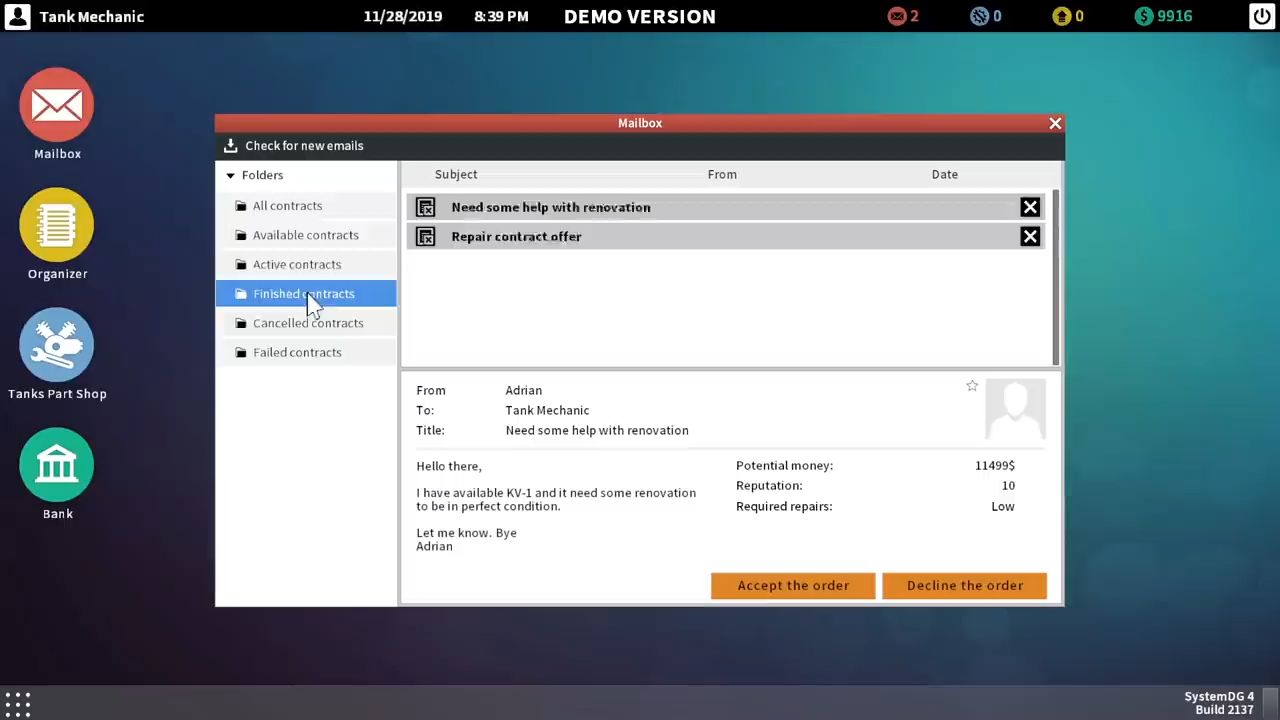 Tank Mechanic
11/28/2019 8:39 PM DEMO VERSION 2 0 0 $ 9916
Mailbox
Organizer
Tanks Part Shop
Bank
Mailbox
Check for new emails
Folders
All contracts
Available contracts
Active contracts
Finished contracts
Cancelled contracts
Failed contracts
Subject From Date
Need some help with renovation
Repair contract offer
From Adrian
To: Tank Mechanic
Title: Need some help with renovation
Hello there,
I have available KV-1 and it need some renovation
to be in perfect condition.
Let me know. Bye
Adrian
Potential money: 11499$
Reputation: 10
Required repairs: Low
Accept the order Decline the order
SystemDG 4
Build 2137